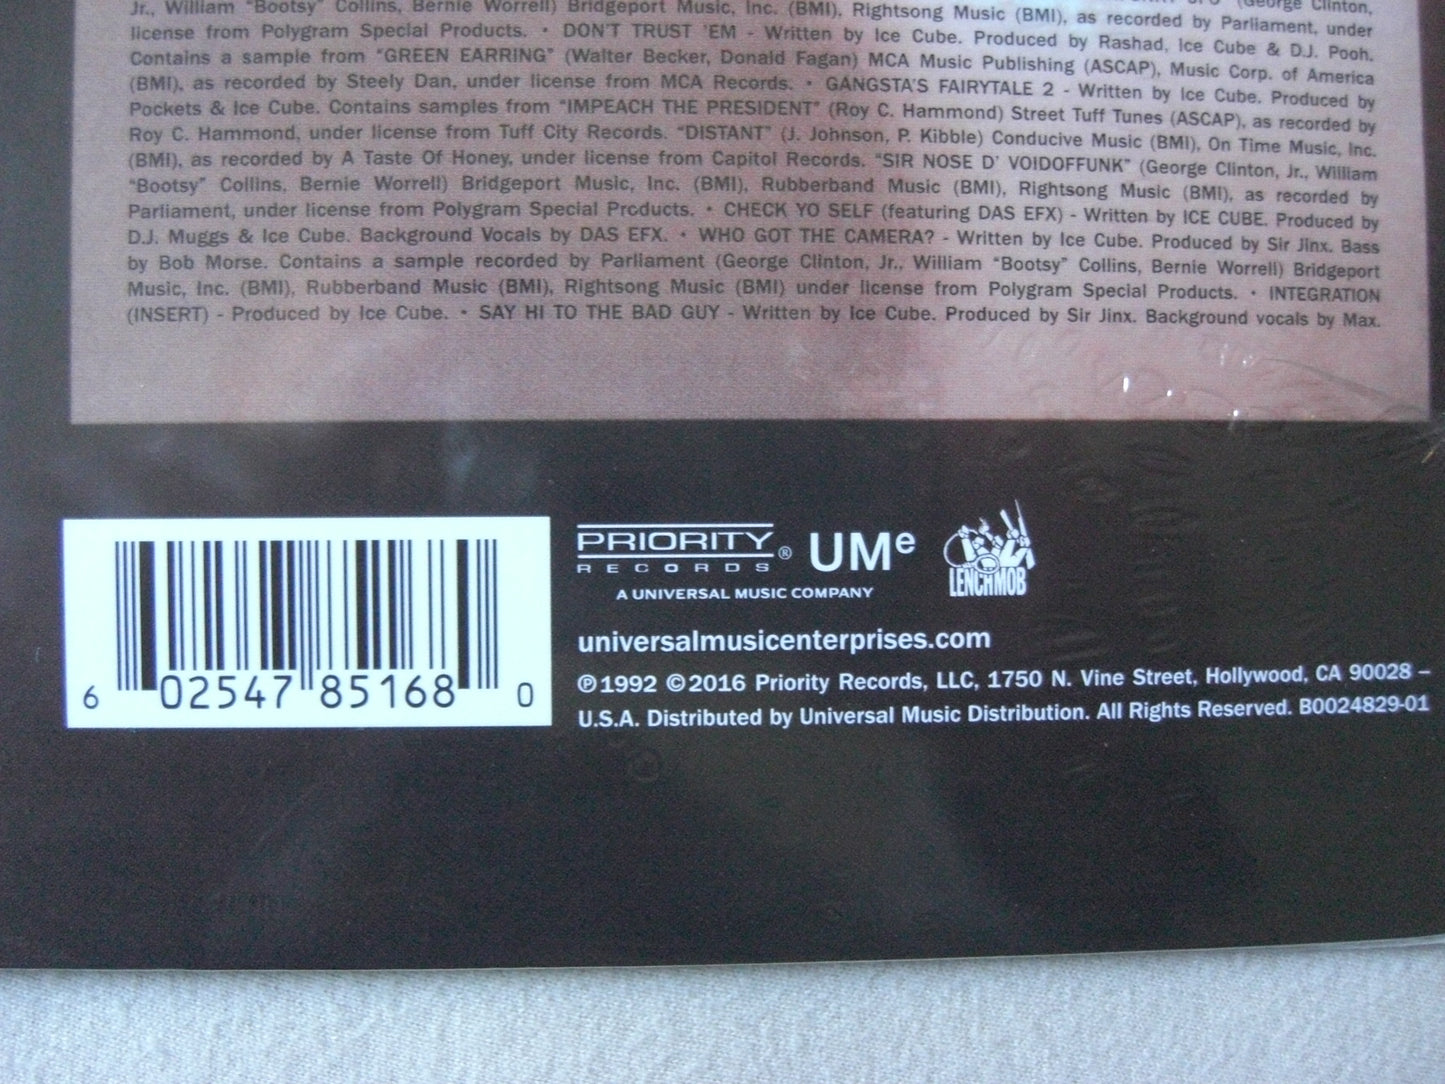 Jr., William "Bootsy" Collins, Bernie Worrell) Bridgeport Music, Inc. (BMI), Rightsong Music (BMI), as recorded by Parliament, under
license from Polygram Special Products. • DON'T TRUST 'EM - Written by Ice Cube. Produced by Rashad, Ice Cube & D.J. Pooh.
Contains a sample from "GREEN EARRING" (Walter Becker, Donald Fagan) MCA Music Publishing (ASCAP), Music Corp. of America
(BMI), as recorded by Steely Dan, under license from MCA Records. • GANGSTA'S FAIRYTALE 2 - Written by Ice Cube. Produced by
Pockets & Ice Cube. Contains samples from "IMPEACH THE PRESIDENT" (Roy C. Hammond) Street Tuff Tunes (ASCAP), as recorded by
Roy C. Hammond, under license from Tuff City Records. "DISTANT" (J. Johnson, P. Kibble) Conducive Music (BMI), On Time Music, Inc.
(BMI), as recorded by A Taste Of Honey, under license from Capitol Records. "SIR NOSE D' VOIDOFFUNK" (George Clinton, Jr., William
"Bootsy" Collins, Bernie Worrell) Bridgeport Music, Inc. (BMI), Rubberband Music (BMI), Rightsong Music (BMI), as recorded by
Parliament, under license from Polygram Special Products. • CHECK YO SELF (featuring DAS EFX) - Written by ICE CUBE. Produced by
D.J. Muggs & Ice Cube. Background Vocals by DAS EFX. • WHO GOT THE CAMERA? - Written by Ice Cube. Produced by Sir Jinx. Bass
by Bob Morse. Contains a sample recorded by Parliament (George Clinton, Jr., William "Bootsy" Collins, Bernie Worrell) Bridgeport
Music, Inc. (BMI), Rubberband Music (BMI), Rightsong Music (BMI) under license from Polygram Special Products. • INTEGRATION
(INSERT) - Produced by Ice Cube. • SAY HI TO THE BAD GUY - Written by Ice Cube. Produced by Sir Jinx. Background vocals by Max.
PRIORITY ®
RECORDS
UMe
LENCHMOB
A UNIVERSAL MUSIC COMPANY
universalmusicenterprises.com
℗1992 ©2016 Priority Records, LLC, 1750 N. Vine Street, Hollywood, CA 90028 –
U.S.A. Distributed by Universal Music Distribution. All Rights Reserved. B0024829-01
6 02547 85168 0